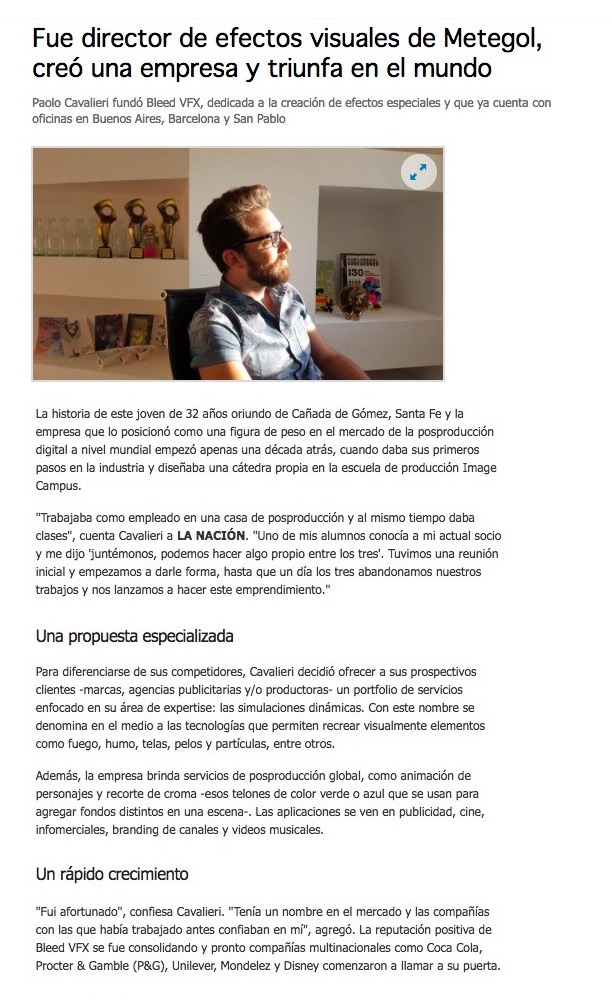 Fue director de efectos visuales de Metegol,
creó una empresa y triunfa en el mundo
Paolo Cavalieri fundó Bleed VFX, dedicada a la creación de efectos especiales y que ya cuenta con
oficinas en Buenos Aires, Barcelona y San Pablo
30
La historia de este joven de 32 años oriundo de Cañada de Gómez, Santa Fe y la
empresa que lo posicionó como una figura de peso en el mercado de la posproducción
digital a nivel mundial empezó apenas una década atrás, cuando daba sus primeros
pasos en la industria y diseñaba una cátedra propia en la escuela de producción Image
Campus.
"Trabajaba como empleado en una casa de posproducción y al mismo tiempo daba
clases", cuenta Cavalieri a LA NACIÓN. "Uno de mis alumnos conocía a mi actual socio
y me dijo 'juntémonos, podemos hacer algo propio entre los tres'. Tuvimos una reunión
inicial y empezamos a darle forma, hasta que un día los tres abandonamos nuestros
trabajos y nos lanzamos a hacer este emprendimiento."
Una propuesta especializada
Para diferenciarse de sus competidores, Cavalieri decidió ofrecer a sus prospectivos
clientes -marcas, agencias publicitarias y/o productoras- un portfolio de servicios
enfocado en su área de expertise: las simulaciones dinámicas. Con este nombre se
denomina en el medio a las tecnologías que permiten recrear visualmente elementos
como fuego, humo, telas, pelos y partículas, entre otros.
Además, la empresa brinda servicios de posproducción global, como animación de
personajes y recorte de croma -esos telones de color verde o azul que se usan para
agregar fondos distintos en una escena-. Las aplicaciones se ven en publicidad, cine,
infomerciales, branding de canales y videos musicales.
Un rápido crecimiento
"Fui afortunado", confiesa Cavalieri. "Tenía un nombre en el mercado y las compañías
con las que había trabajado antes confiaban en mí", agregó. La reputación positiva de
Bleed VFX se fue consolidando y pronto compañías multinacionales como Coca Cola,
Procter & Gamble (P&G), Unilever, Mondelez y Disney comenzaron a llamar a su puerta.